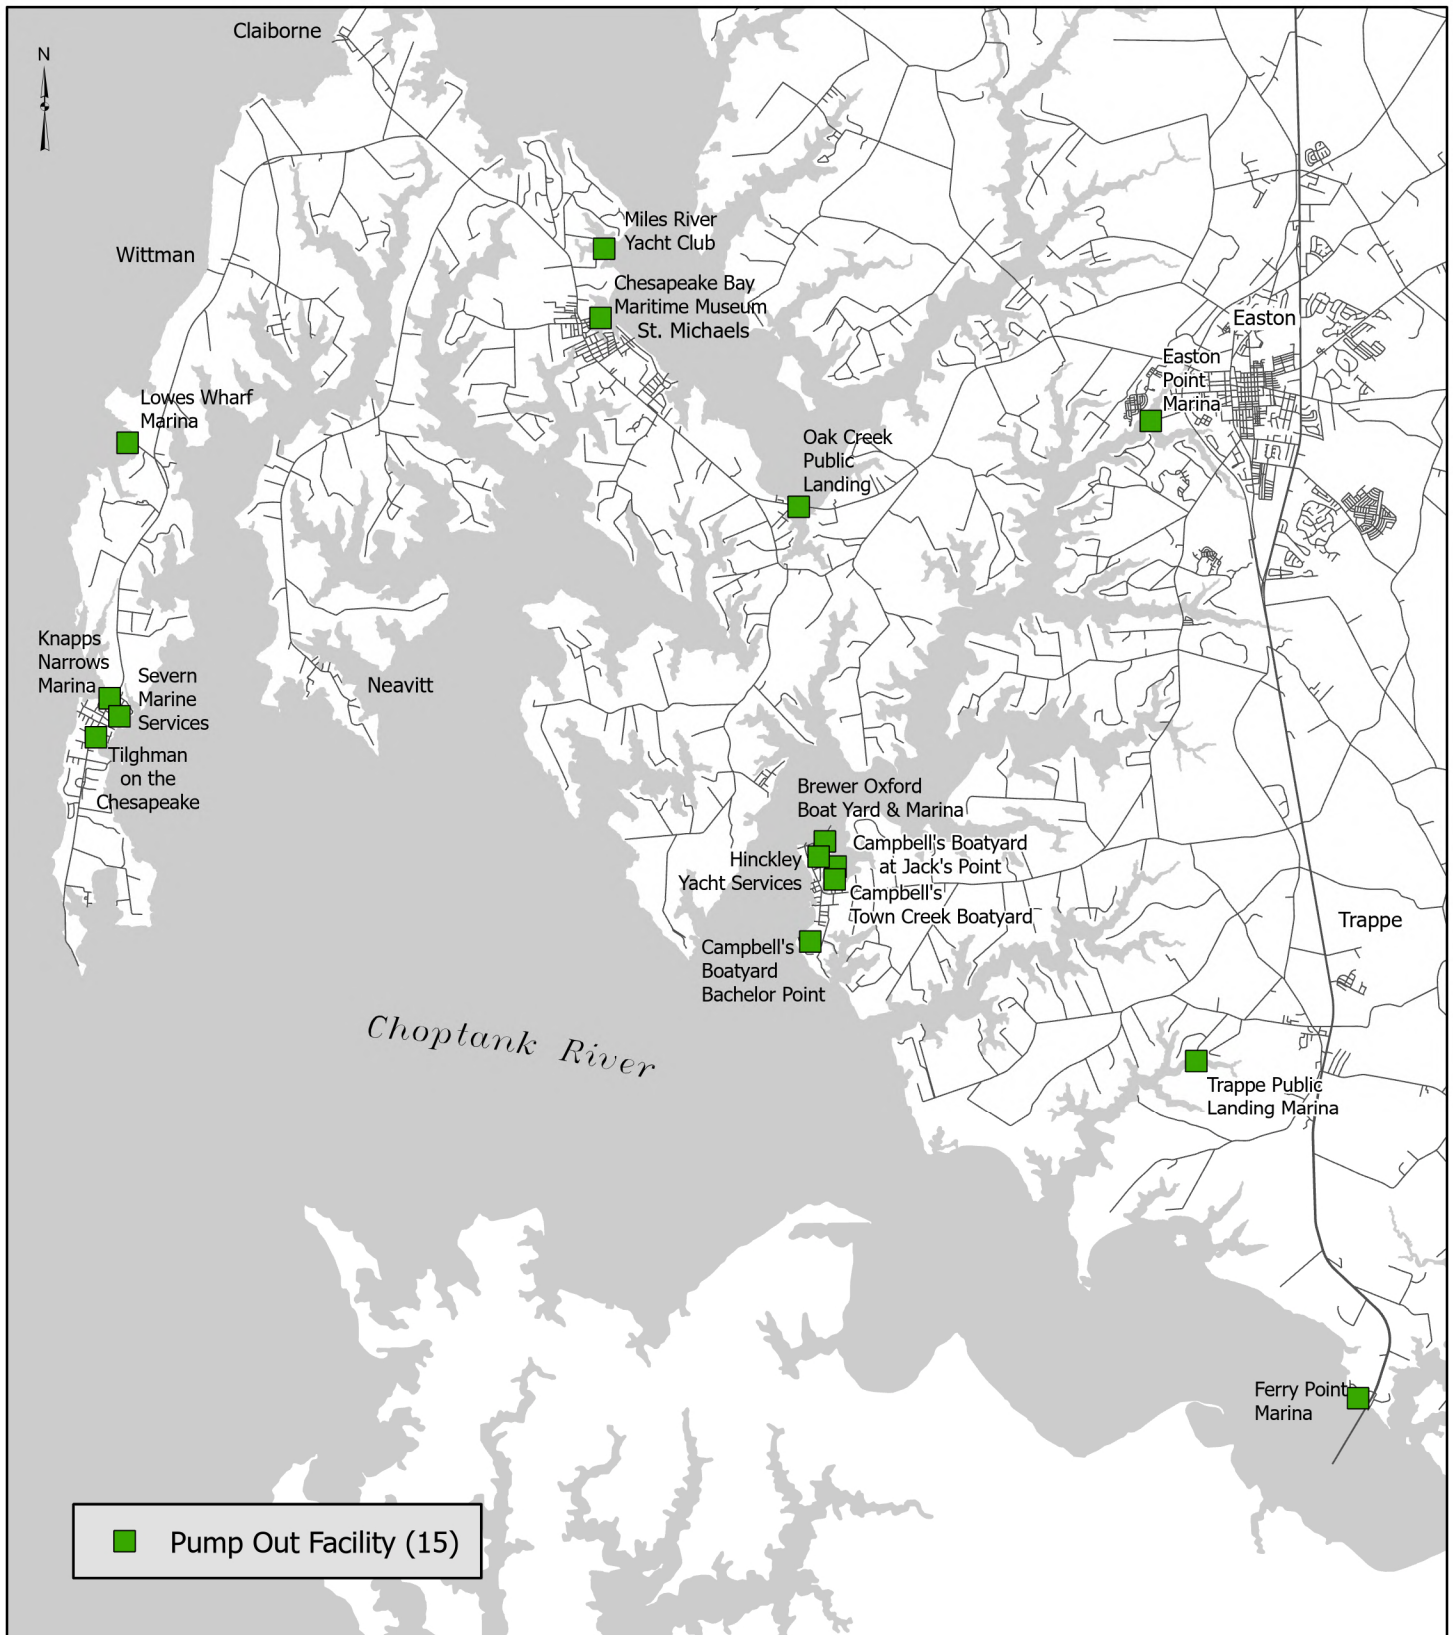 Claiborne
N
Miles River
Yacht Club
Wittman
Chesapeake Bay
Maritime Museum
St. Michaels
Easton
Easton
Point
Marina
Lowes Wharf
Marina
Oak Creek
Public
Landing
Knapps
Narrows
Marina
Severn
Marine
Services
Neavitt
Tilghman
on the
Chesapeake
Brewer Oxford
Boat Yard & Marina
Campbell's Boatyard
at Jack's Point
Hinckley
Yacht Services
Campbell's
Town Creek Boatyard
Trappe
Campbell's
Boatyard
Bachelor Point
Choptank River
Trappe Public
Landing Marina
Ferry Point
Marina
Pump Out Facility (15)